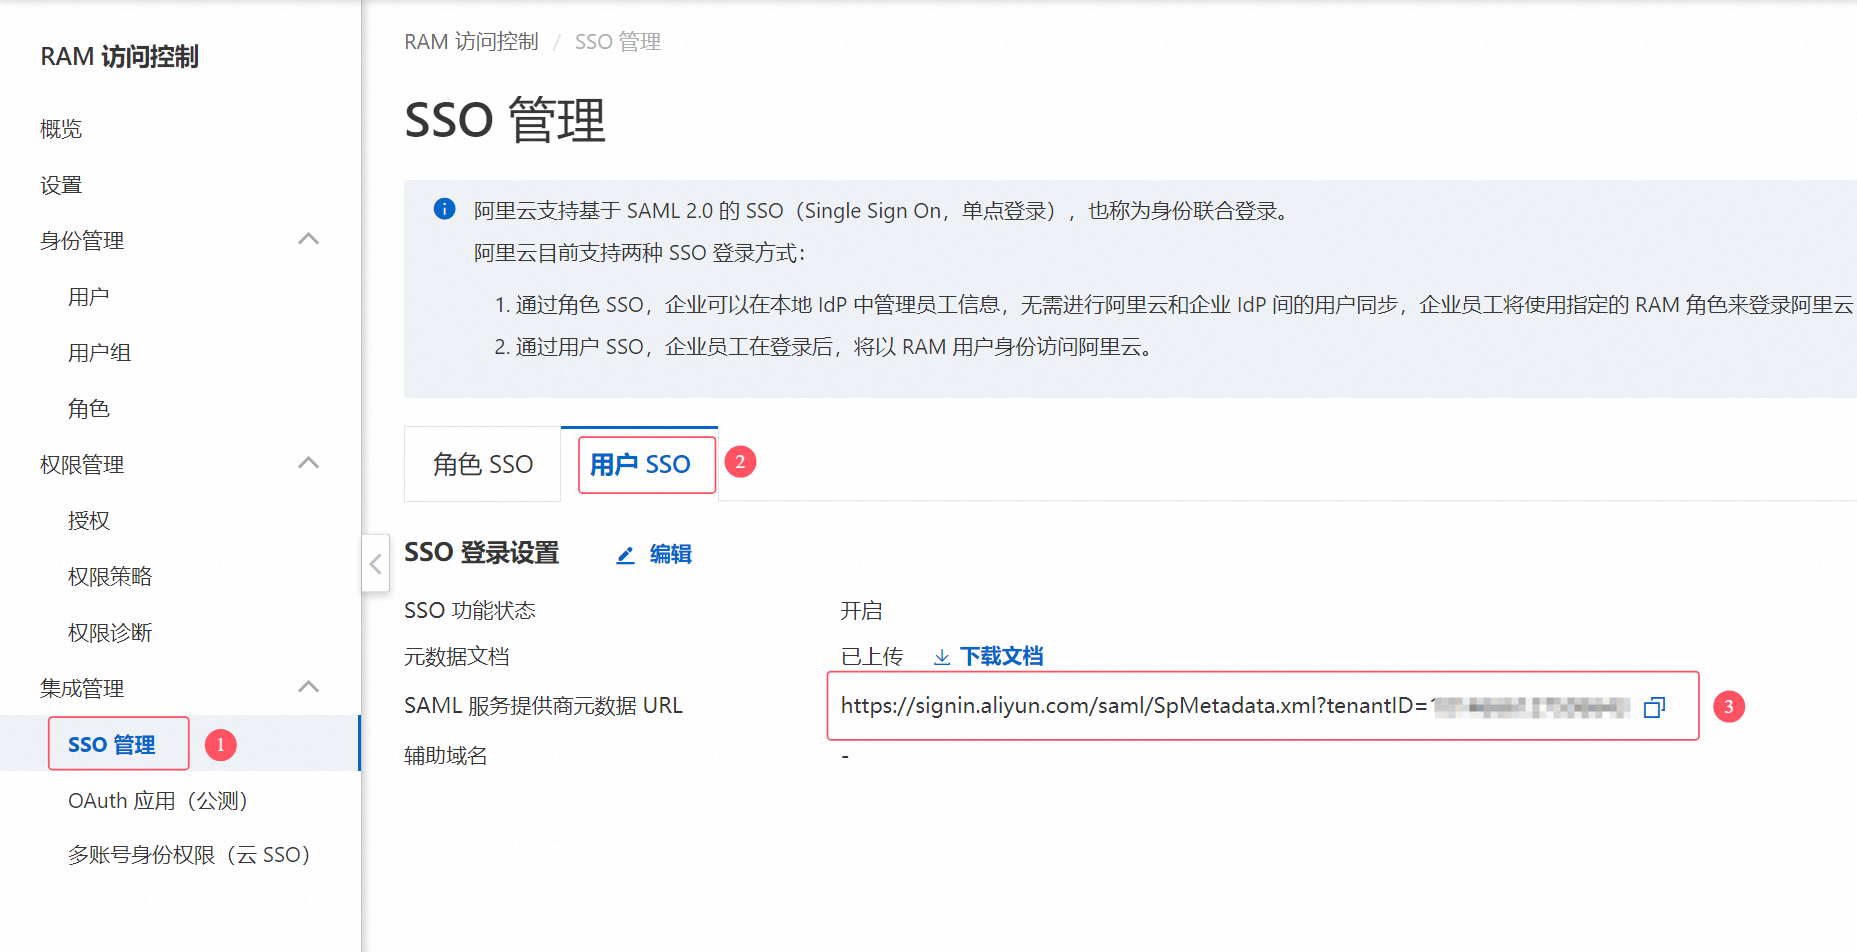 RAM 访问控制
概览
设置
身份管理
用户
用户组
角色
权限管理
授权
权限策略
权限诊断
集成管理
SSO 管理
1
OAuth 应用（公测）
多账号身份权限（云 SSO）
RAM 访问控制 / SSO 管理
SSO 管理
阿里云支持基于 SAML 2.0 的 SSO（Single Sign On，单点登录），也称为身份联合登录。
阿里云目前支持两种 SSO 登录方式：
1. 通过角色 SSO，企业可以在本地 IdP 中管理员工信息，无需进行阿里云和企业 IdP 间的用户同步，企业员工将使用指定的 RAM 角色来登录阿里云
2. 通过用户 SSO，企业员工在登录后，将以 RAM 用户身份访问阿里云。
角色 SSO
用户 SSO
2
SSO 登录设置 编辑
SSO 功能状态 开启
元数据文档 已上传 下载文档
SAML 服务提供商元数据 URL https://signin.aliyun.com/saml/SpMetadata.xml?tenantID=
3
辅助域名 -